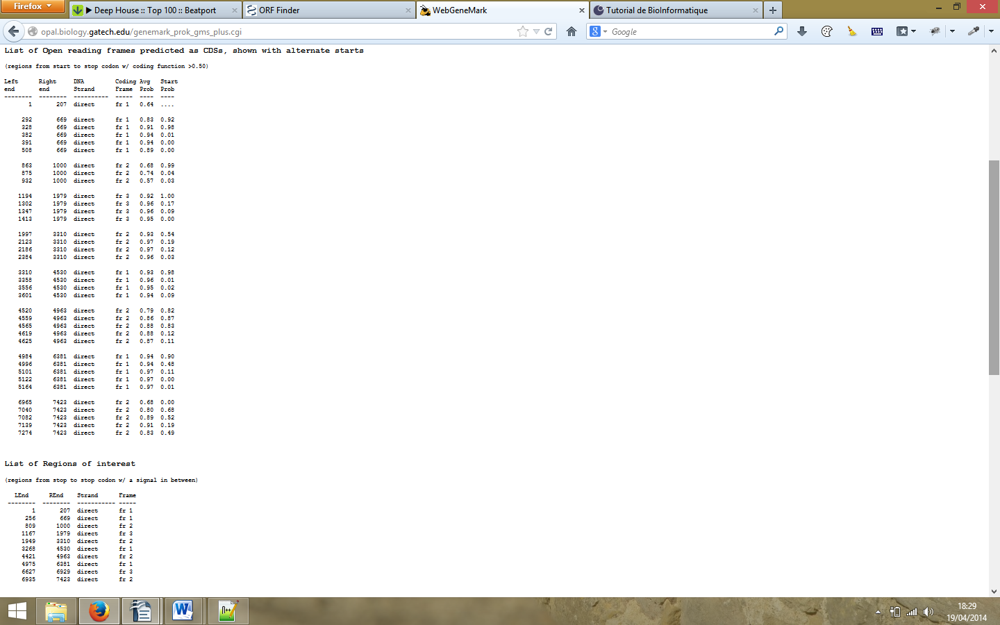 Firefox
▶ Deep House :: Top 100 :: Beatport
ORF Finder
WebGeneMark
Tutorial de BioInformatique
opal.biology.gatech.edu/genemark_prok_gms_plus.cgi
Google
List of Open reading frames predicted as CDSs, shown with alternate starts
(regions from start to stop codon w/ coding function >0.50)
Left Right DNA Coding Avg Start
end end Strand Frame Prob Prob
-------- -------- ---------- ----- ---- ----
1 207 direct fr 1 0.64 ....
292 669 direct fr 1 0.83 0.92
328 669 direct fr 1 0.91 0.98
382 669 direct fr 1 0.94 0.01
391 669 direct fr 1 0.94 0.00
508 669 direct fr 1 0.89 0.00
863 1000 direct fr 2 0.68 0.99
875 1000 direct fr 2 0.74 0.04
932 1000 direct fr 2 0.57 0.03
1194 1979 direct fr 3 0.92 1.00
1302 1979 direct fr 3 0.96 0.17
1347 1979 direct fr 3 0.96 0.09
1413 1979 direct fr 3 0.95 0.00
1997 3310 direct fr 2 0.93 0.54
2123 3310 direct fr 2 0.97 0.19
2186 3310 direct fr 2 0.97 0.12
2384 3310 direct fr 2 0.96 0.03
3310 4530 direct fr 1 0.93 0.98
3358 4530 direct fr 1 0.96 0.01
3556 4530 direct fr 1 0.95 0.02
3601 4530 direct fr 1 0.94 0.09
4520 4963 direct fr 2 0.79 0.82
4559 4963 direct fr 2 0.86 0.87
4565 4963 direct fr 2 0.88 0.83
4619 4963 direct fr 2 0.88 0.12
4625 4963 direct fr 2 0.87 0.11
4984 6381 direct fr 1 0.94 0.90
4996 6381 direct fr 1 0.94 0.48
5101 6381 direct fr 1 0.97 0.11
5122 6381 direct fr 1 0.97 0.00
5164 6381 direct fr 1 0.97 0.01
6965 7423 direct fr 2 0.68 0.00
7040 7423 direct fr 2 0.80 0.68
7082 7423 direct fr 2 0.89 0.52
7139 7423 direct fr 2 0.91 0.19
7274 7423 direct fr 2 0.83 0.49
List of Regions of interest
(regions from stop to stop codon w/ a signal in between)
LEnd REnd Strand Frame
-------- -------- ----------- -----
1 207 direct fr 1
256 669 direct fr 1
809 1000 direct fr 2
1167 1979 direct fr 3
1949 3310 direct fr 2
3268 4530 direct fr 1
4421 4963 direct fr 2
4975 6381 direct fr 1
6627 6929 direct fr 3
6935 7423 direct fr 2
18:29
19/04/2014